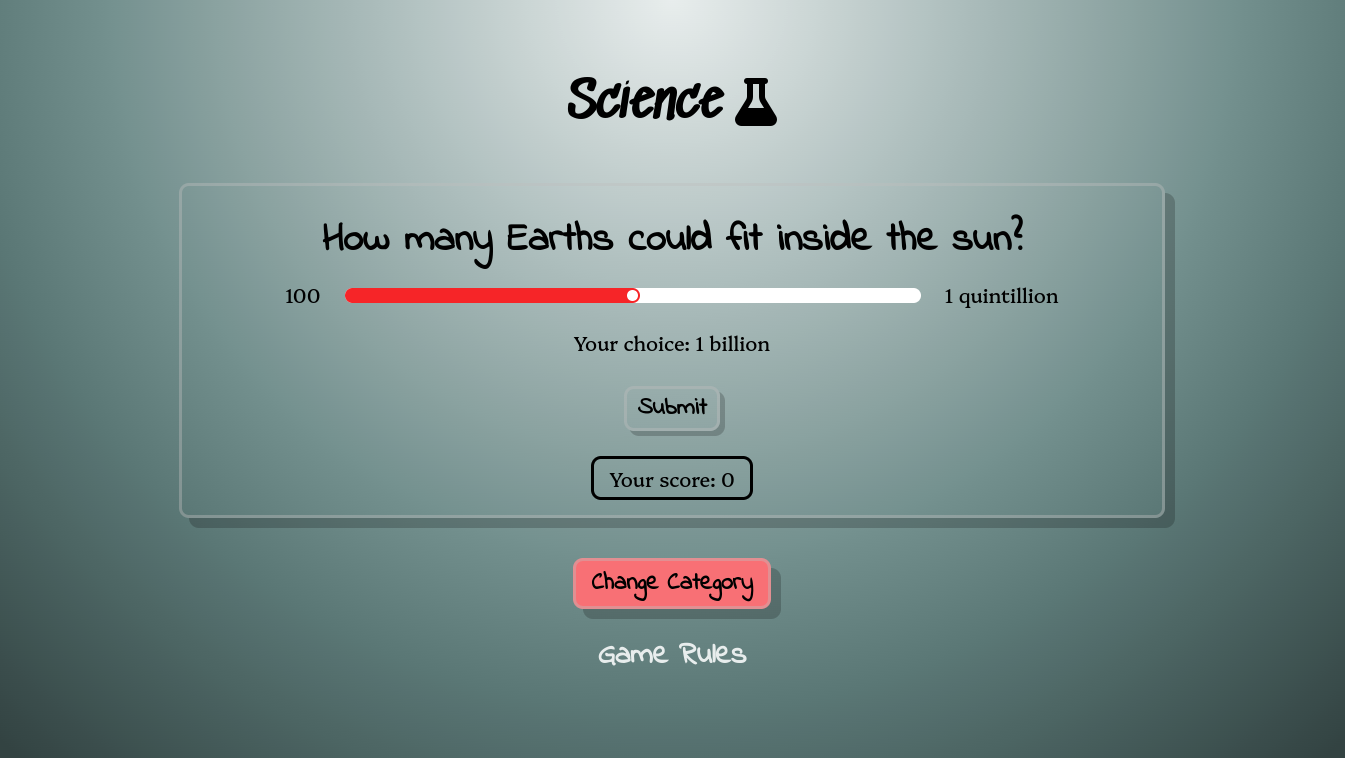 Science
How many Earths could fit inside the sun?
100 1 quintillion
Your choice: 1 billion
Submit
Your score: 0
Change Category
Game Rules